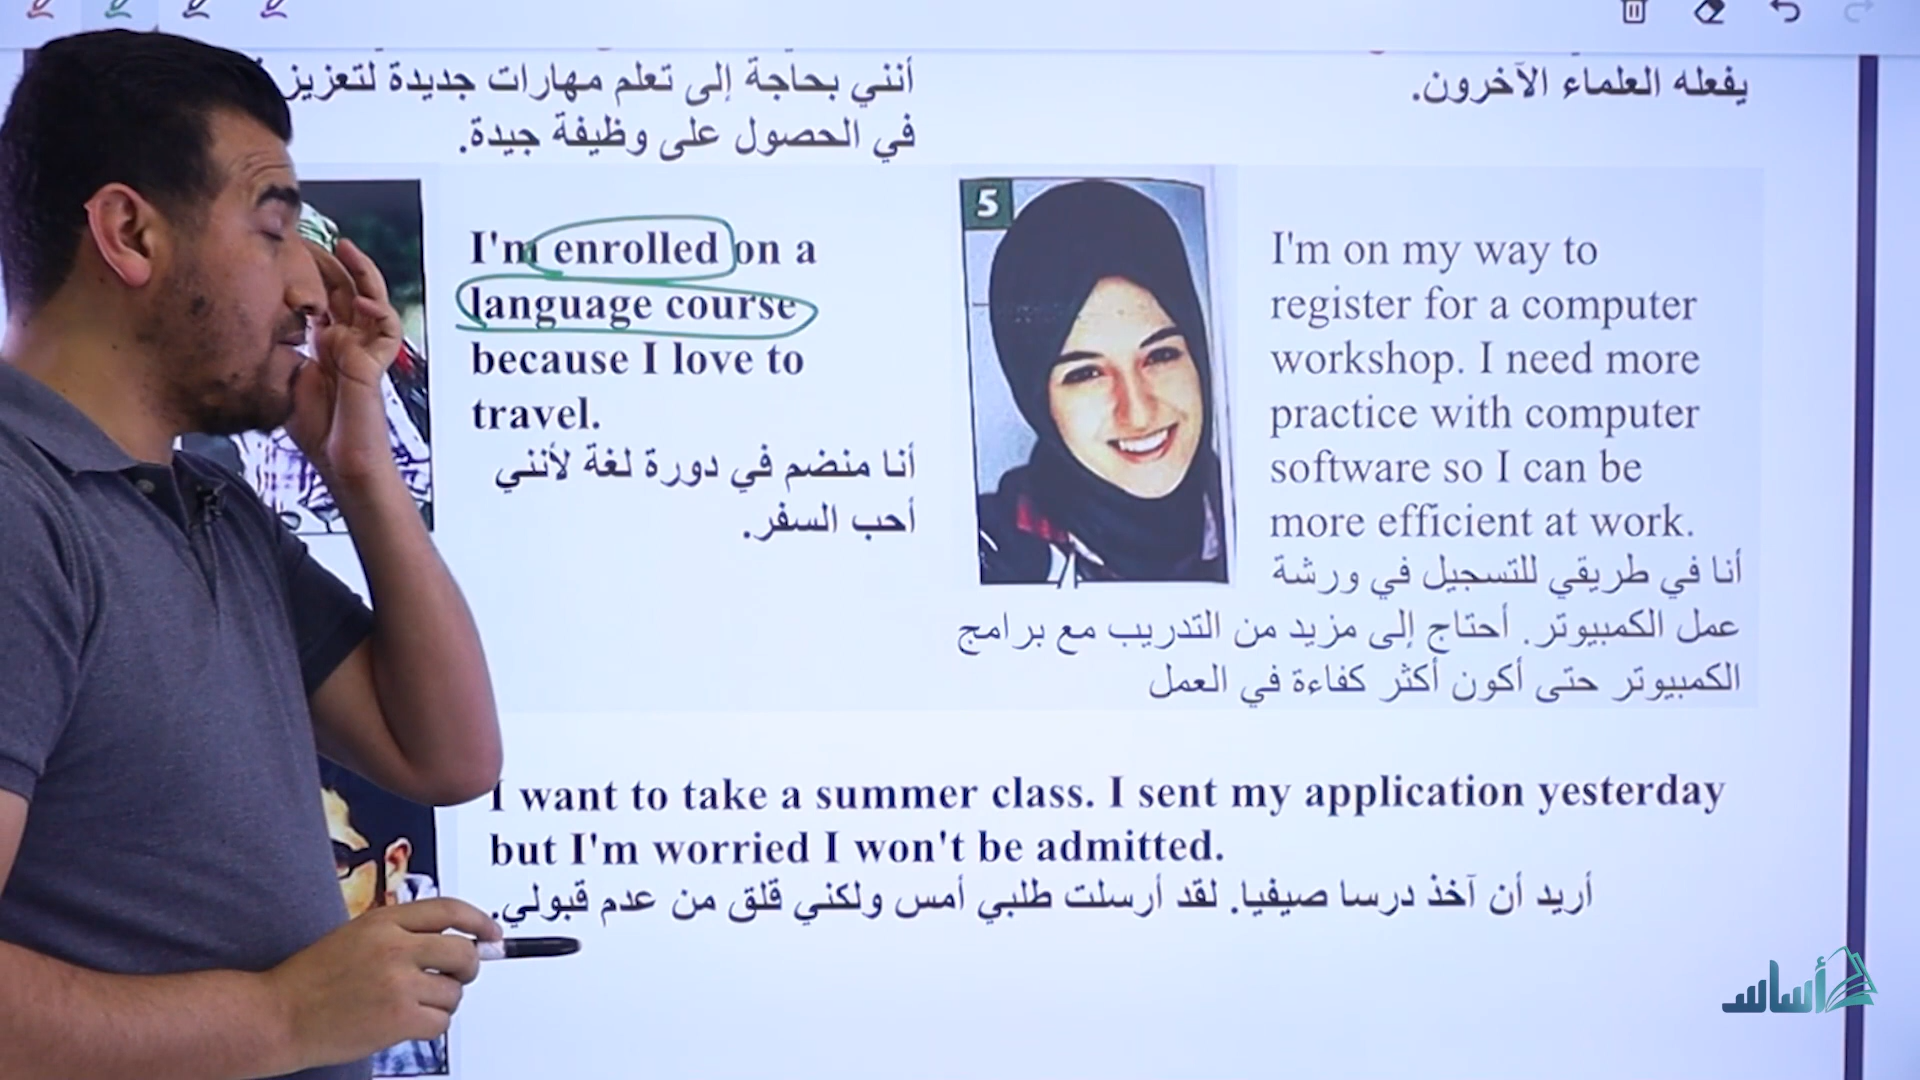 أنني بحاجة إلى تعلم مهارات جديدة لتعزيز
في الحصول على وظيفة جيدة.
يفعله العلماء الآخرون.
I'm enrolled on a
language course
because I love to
travel.
أنا منضم في دورة لغة لأنني
أحب السفر.
5
I'm on my way to
register for a computer
workshop. I need more
practice with computer
software so I can be
more efficient at work.
أنا في طريقي للتسجيل في ورشة
عمل الكمبيوتر. أحتاج إلى مزيد من التدريب مع برامج
الكمبيوتر حتى أكون أكثر كفاءة في العمل
I want to take a summer class. I sent my application yesterday
but I'm worried I won't be admitted.
أريد أن آخذ درسا صيفيا. لقد أرسلت طلبي أمس ولكني قلق من عدم قبولي.
أساس